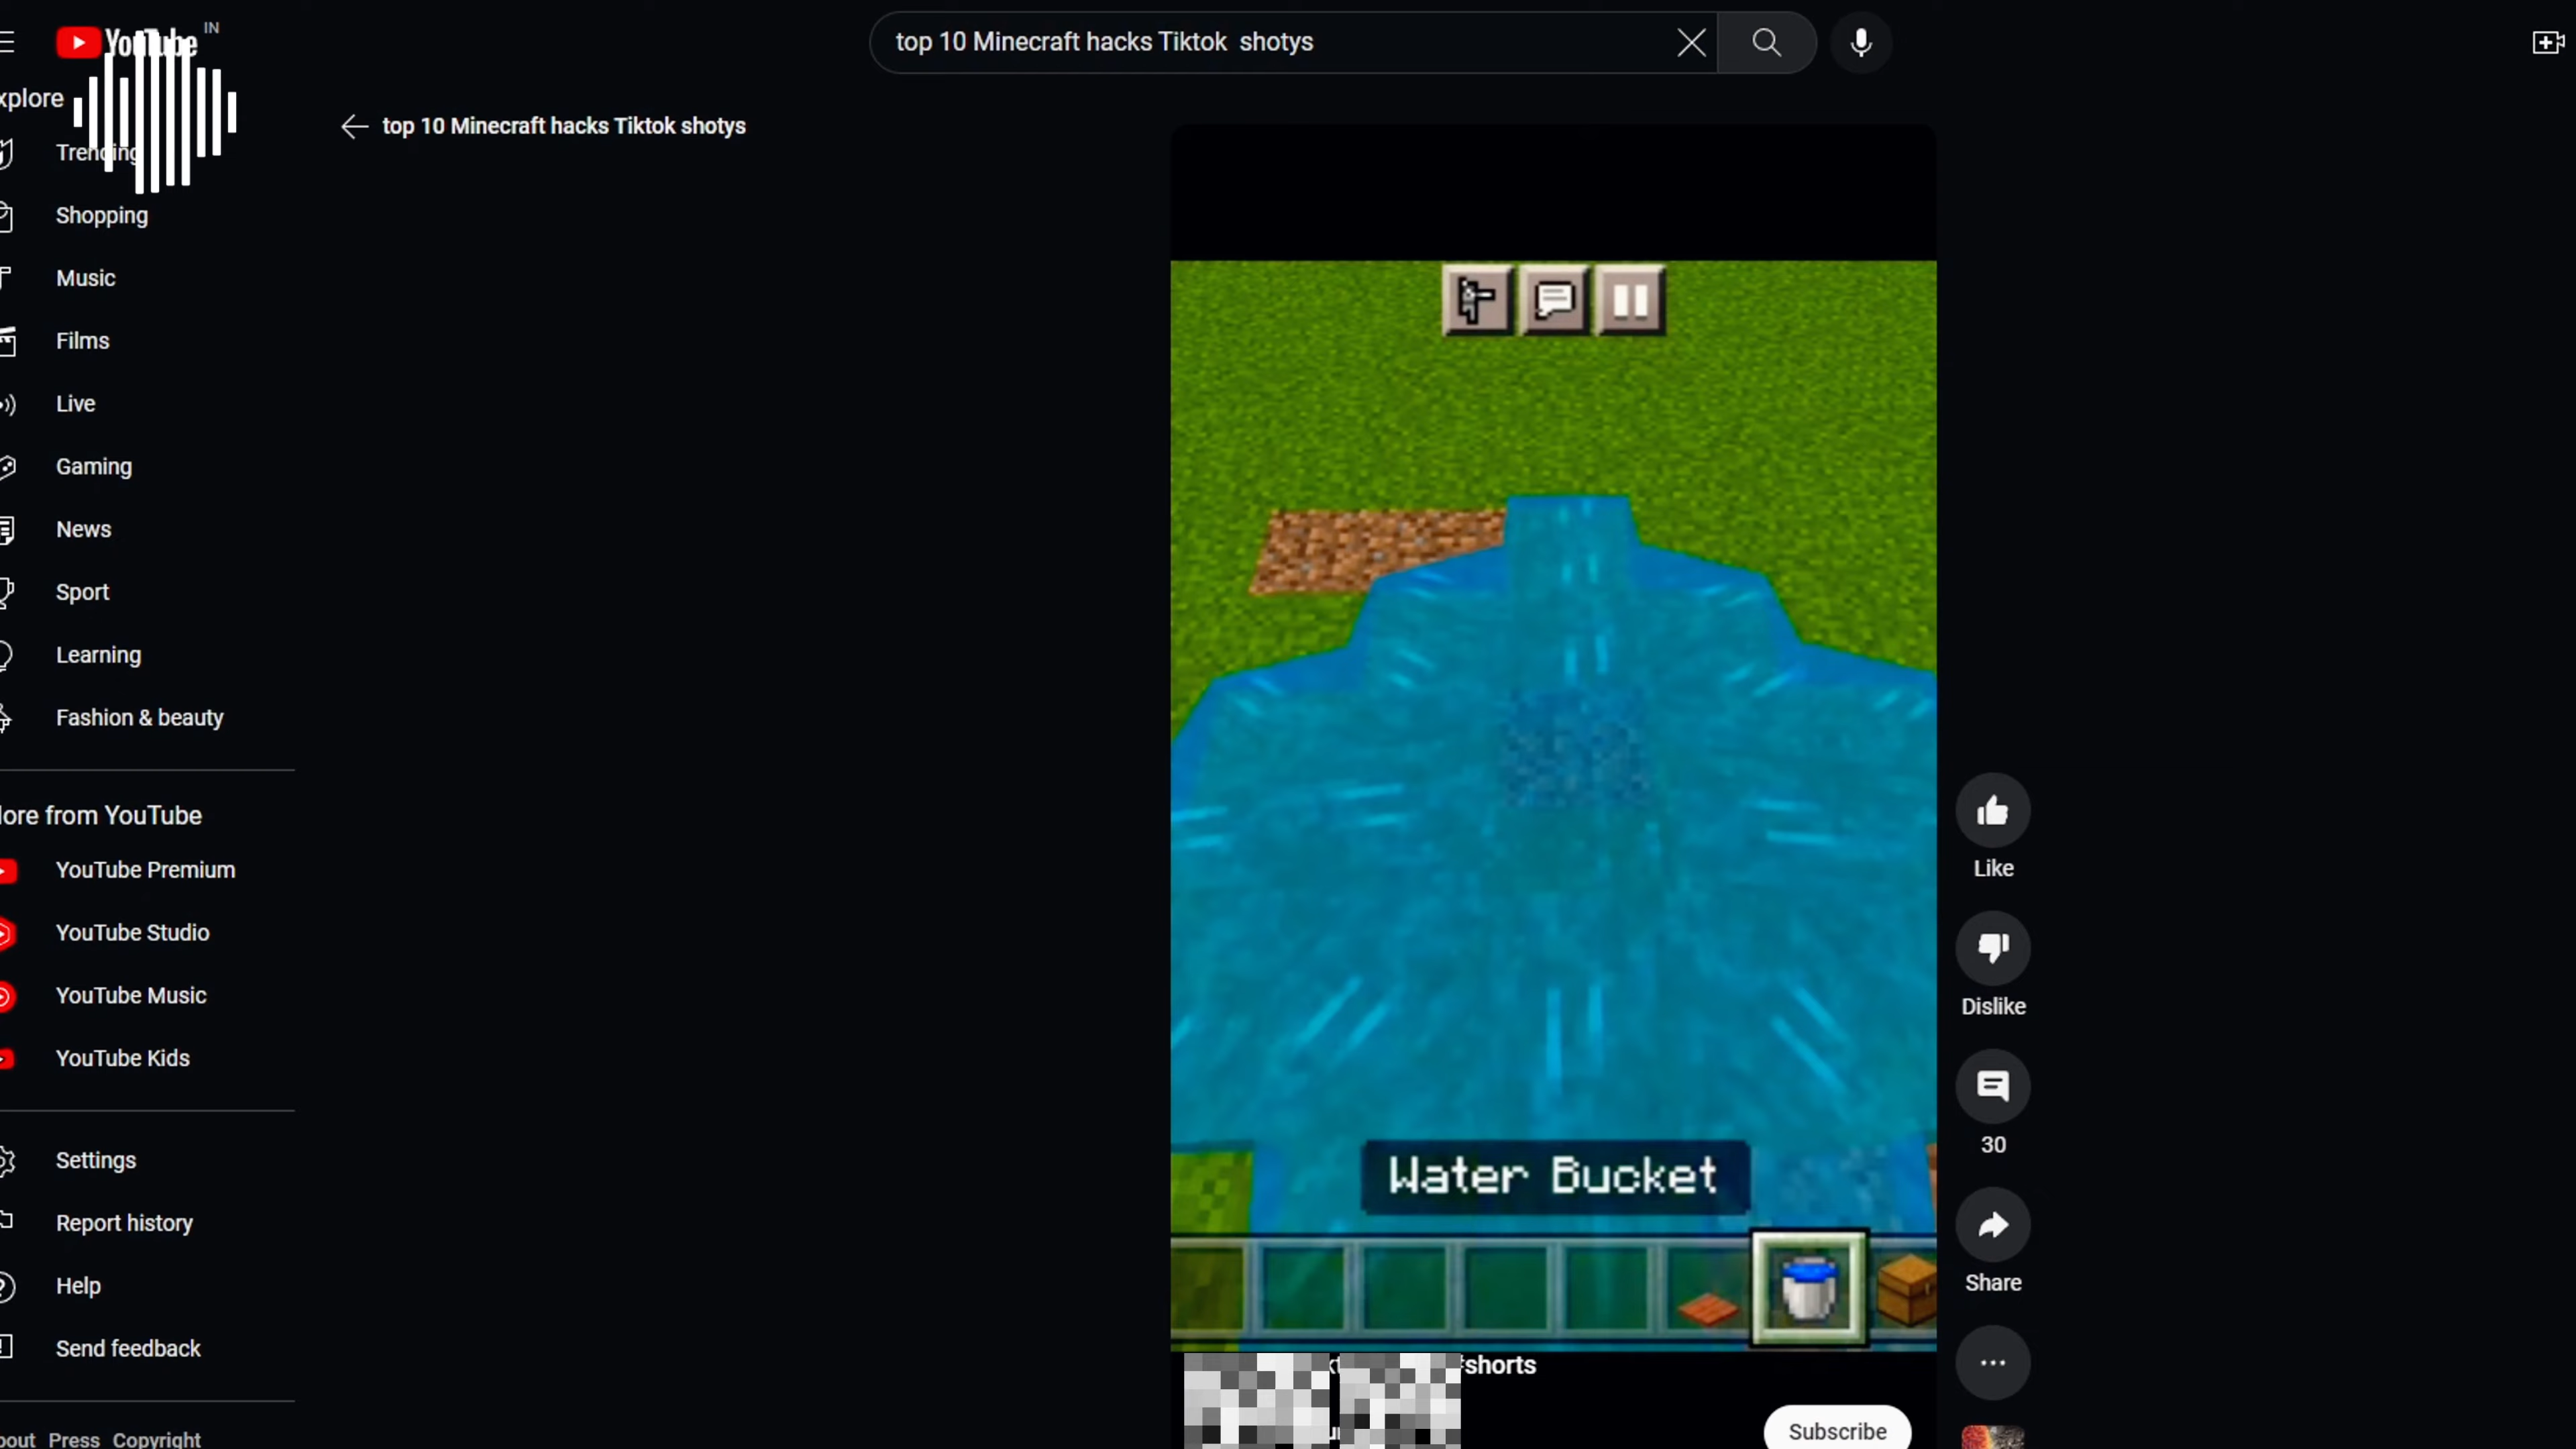 YouTube IN
top 10 Minecraft hacks Tiktok shotys
xplore
top 10 Minecraft hacks Tiktok shotys
Trending
Shopping
Music
Films
Live
Gaming
News
Sport
Learning
Fashion & beauty
lore from YouTube
YouTube Premium
YouTube Studio
YouTube Music
YouTube Kids
Settings
Report history
Help
Send feedback
bout Press Copyright
Water Bucket
#shorts
Like
Dislike
30
Share
Subscribe